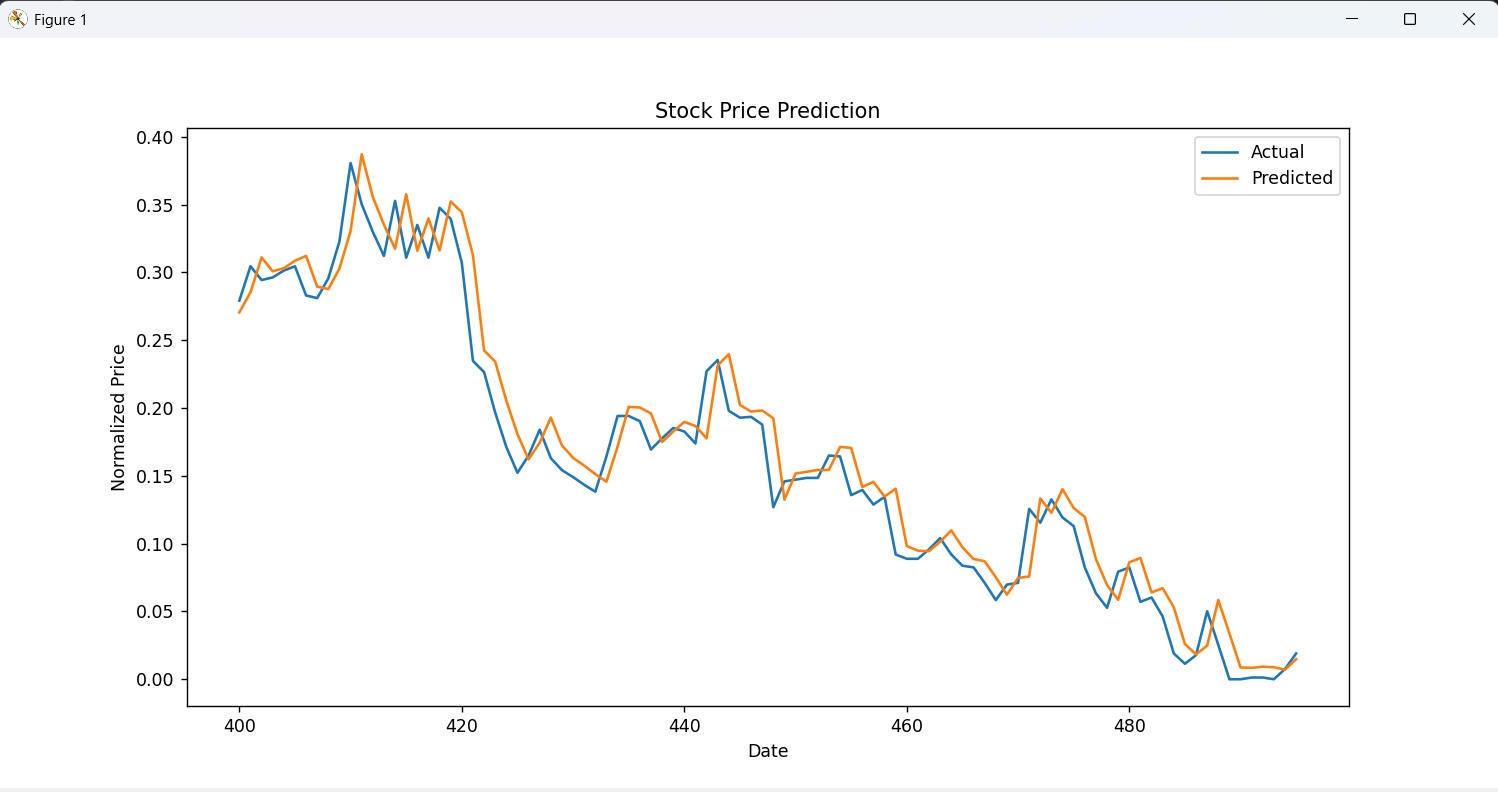 Figure 1
Stock Price Prediction
Actual
Predicted
0.40
0.35
0.30
0.25
0.20
0.15
0.10
0.05
0.00
Normalized Price
400 420 440 460 480
Date